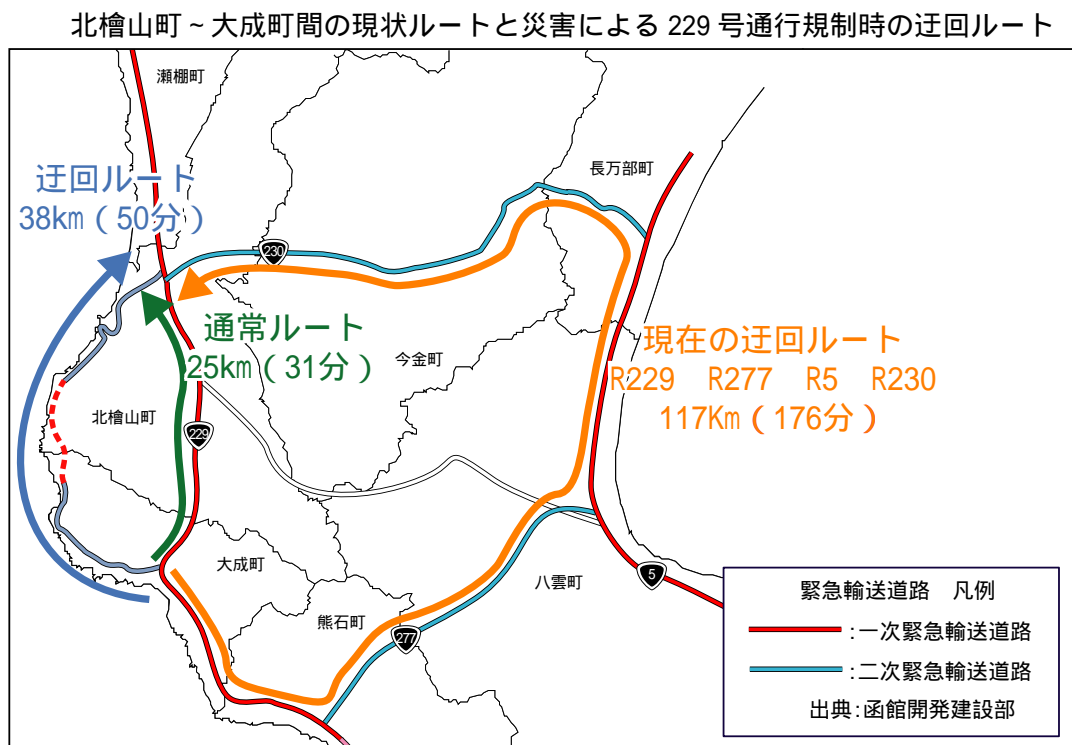 北檜山町~大成町間の現状ルートと災害による229号通行規制時の迂回ルート
瀬棚町
長万部町
迂回ルート
38km(50分)
230
通常ルート
25km(31分)
今金町
現在の迂回ルート
R229 R277 R5 R230
117Km(176分)
北檜山町
229
大成町
八雲町
5
熊石町
277
緊急輸送道路 凡例
:一次緊急輸送道路
:二次緊急輸送道路
出典:函館開発建設部